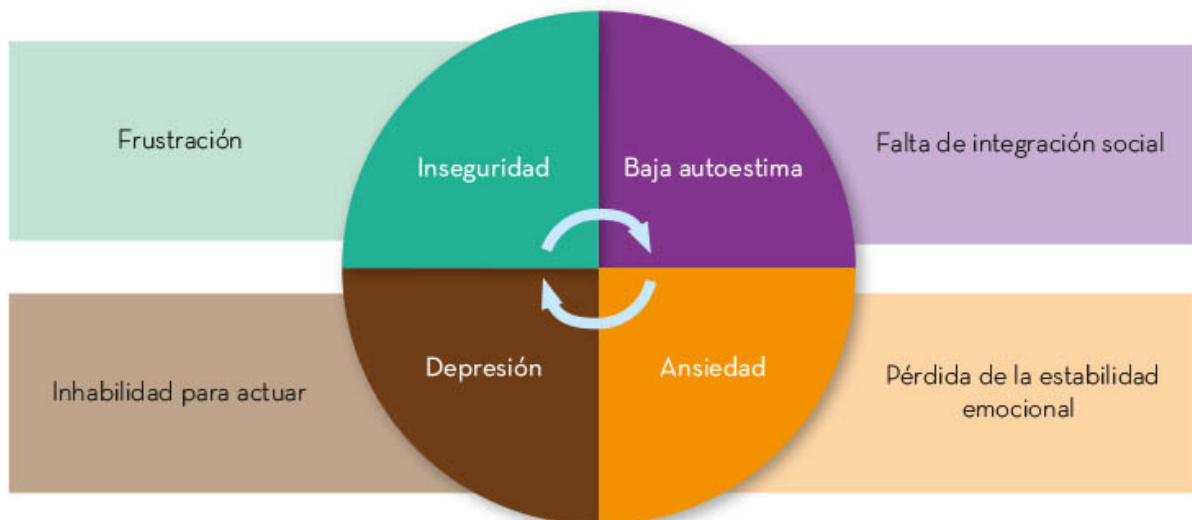 Frustración
Inseguridad
Baja autoestima
Falta de integración social
Inhabilidad para actuar
Depresión
Ansiedad
Pérdida de la estabilidad
emocional